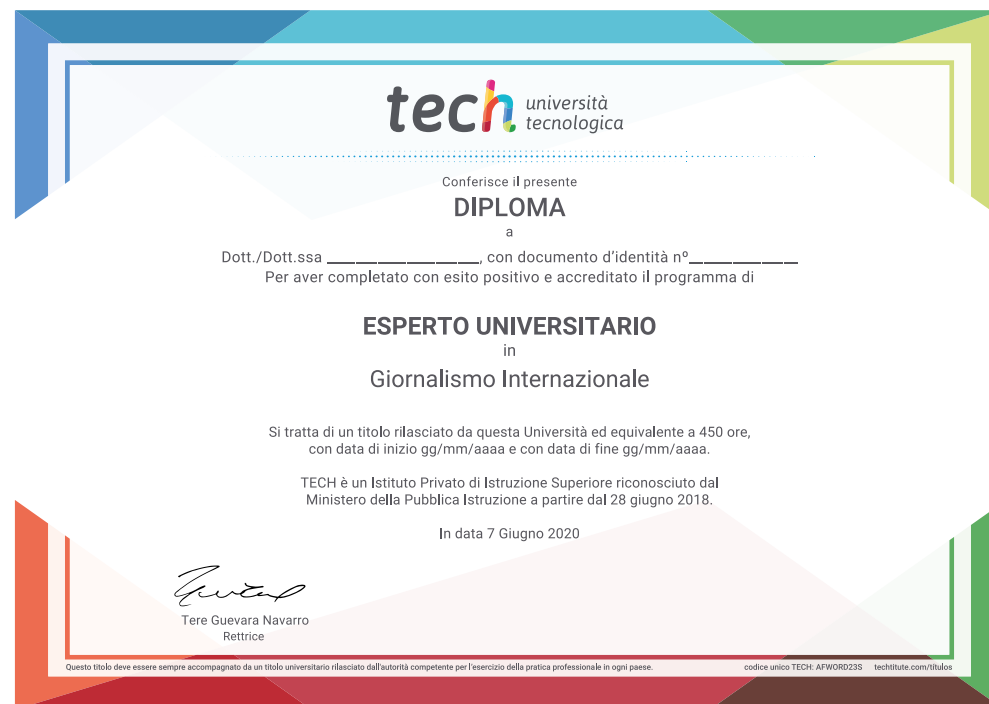 tech università
tecnologica
Conferisce il presente
DIPLOMA
a
Dott./Dott.ssa ____________________, con documento d'identità nº______________
Per aver completato con esito positivo e accreditato il programma di
ESPERTO UNIVERSITARIO
in
Giornalismo Internazionale
Si tratta di un titolo rilasciato da questa Università ed equivalente a 450 ore,
con data di inizio gg/mm/aaaa e con data di fine gg/mm/aaaa.
TECH è un Istituto Privato di Istruzione Superiore riconosciuto dal
Ministero della Pubblica Istruzione a partire dal 28 giugno 2018.
In data 7 Giugno 2020
Tere Guevara Navarro
Rettrice
Questo titolo deve essere sempre accompagnato da un titolo universitario rilasciato dall'autorità competente per l'esercizio della pratica professionale in ogni paese. codice unico TECH: AFWORD23S techtitute.com/títulos